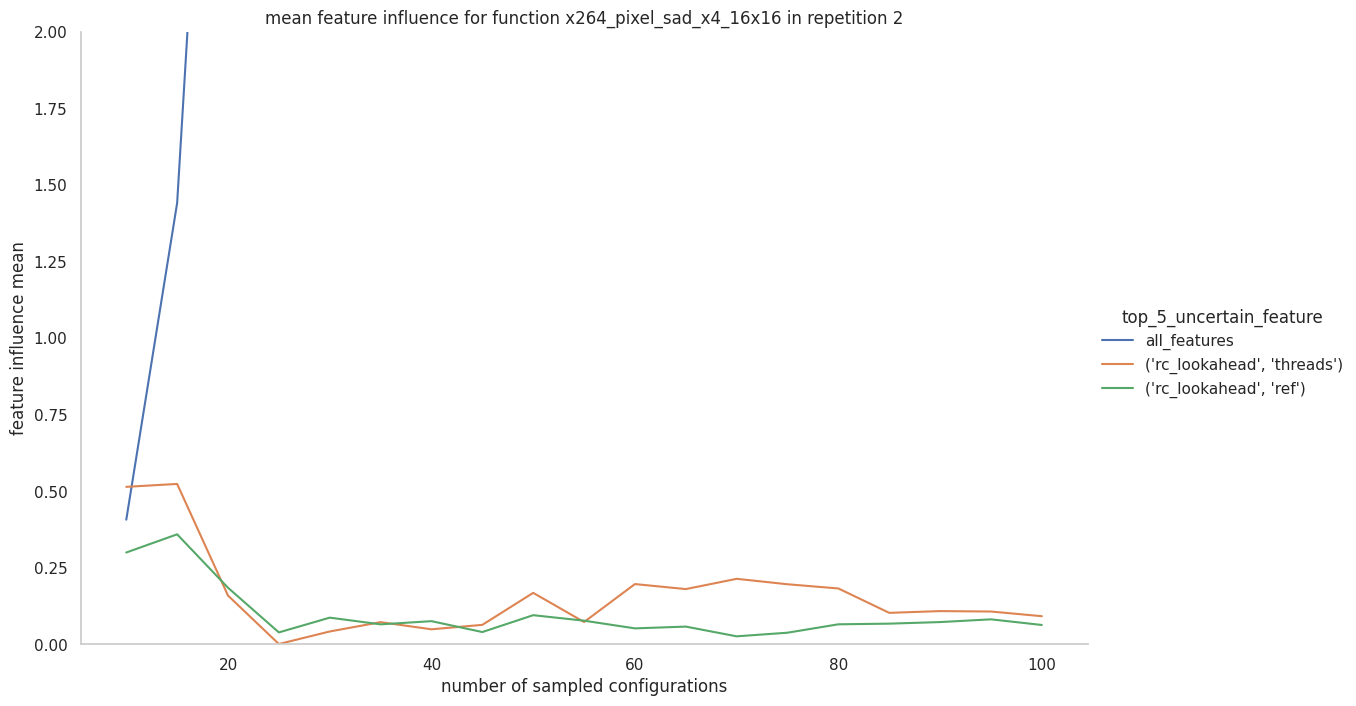 mean feature influence for function x264_pixel_sad_x4_16x16 in repetition 2
2.00
1.75
1.50
1.25
1.00
0.75
0.50
0.25
0.00
feature influence mean
20 40 60 80 100
number of sampled configurations
top_5_uncertain_feature
all_features
('rc_lookahead', 'threads')
('rc_lookahead', 'ref')